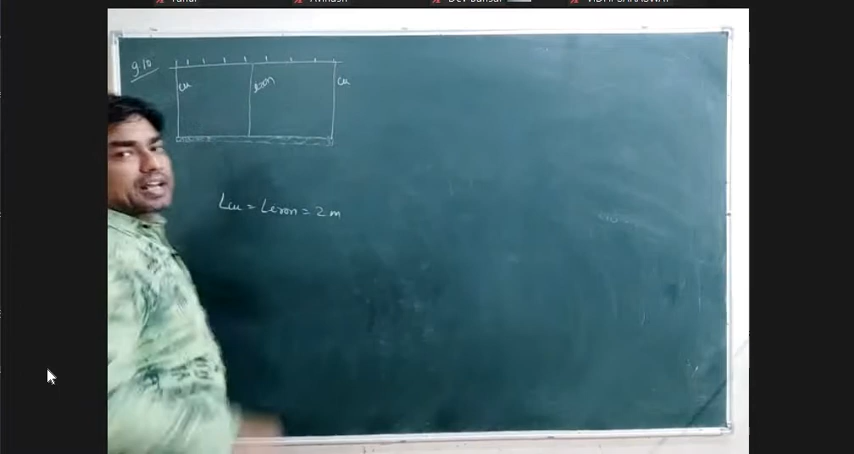 9.10
Cu
iron
Cu
Lcu = Liron = 2 m